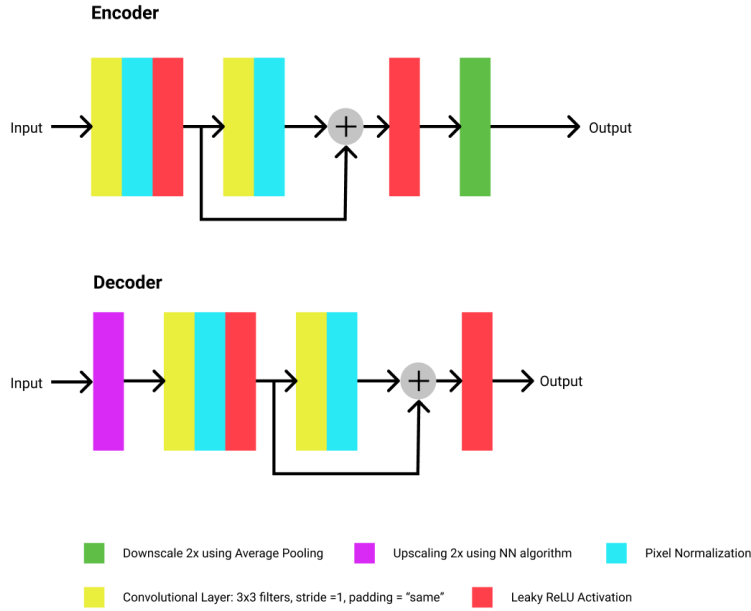 Encoder
Input
+
Output
Decoder
Input
+
Output
Downscale 2x using Average Pooling
Upscaling 2x using NN algorithm
Pixel Normalization
Convolutional Layer: 3x3 filters, stride =1, padding = “same”
Leaky ReLU Activation